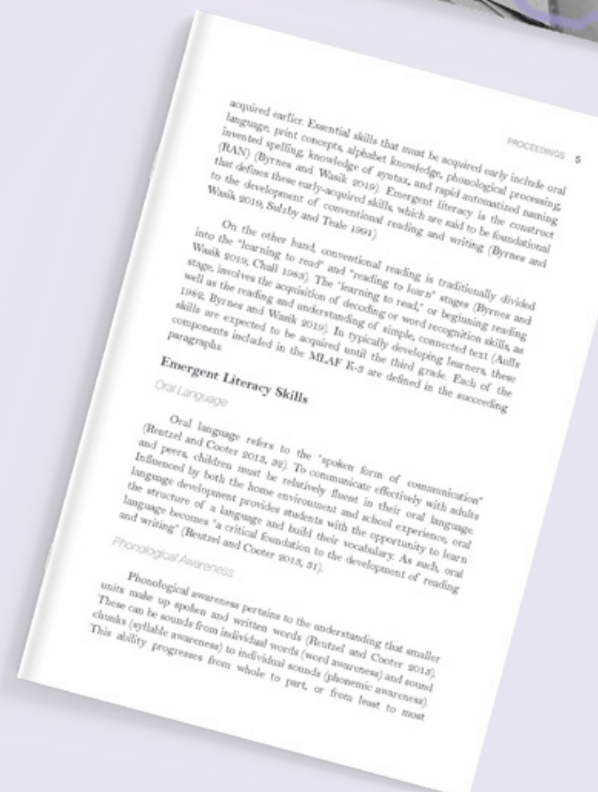 PROCEEDINGS 5
acquired earlier. Essential skills that must be acquired early include oral
language, print concepts, alphabet knowledge, phonological processing,
invented spelling, knowledge of syntax, and rapid automatized naming
(RAN) (Byrnes and Wasik 2019). Emergent literacy is the construct
that defines these early-acquired skills, which are said to be foundational
to the development of conventional reading and writing (Byrnes and
Wasik 2019; Sulzby and Teale 1991).
On the other hand, conventional reading is traditionally divided
into the "learning to read" and "reading to learn" stages (Byrnes and
Wasik 2019; Chall 1983). The "learning to read," or beginning reading
stage, involves the acquisition of decoding or word recognition skills, as
well as the reading and understanding of simple, connected text (Aulls
1982; Byrnes and Wasik 2019). In typically developing learners, these
skills are expected to be acquired until the third grade. Each of the
components included in the MLAF K-3 are defined in the succeeding
paragraphs.
Emergent Literacy Skills
Oral Language
Oral language refers to the "spoken form of communication"
(Reutzel and Cooter 2013, 32). To communicate effectively with adults
and peers, children must be relatively fluent in their oral language.
Influenced by both the home environment and school experience, oral
language development provides students with the opportunity to learn
the structure of a language and build their vocabulary. As such, oral
language becomes "a critical foundation to the development of reading
and writing" (Reutzel and Cooter 2013, 31).
Phonological Awareness
Phonological awareness pertains to the understanding that smaller
units make up spoken and written words (Reutzel and Cooter 2013).
These can be sounds from individual words (word awareness) and sound
chunks (syllable awareness) to individual sounds (phonemic awareness).
This ability progresses from whole to part, or from least to most